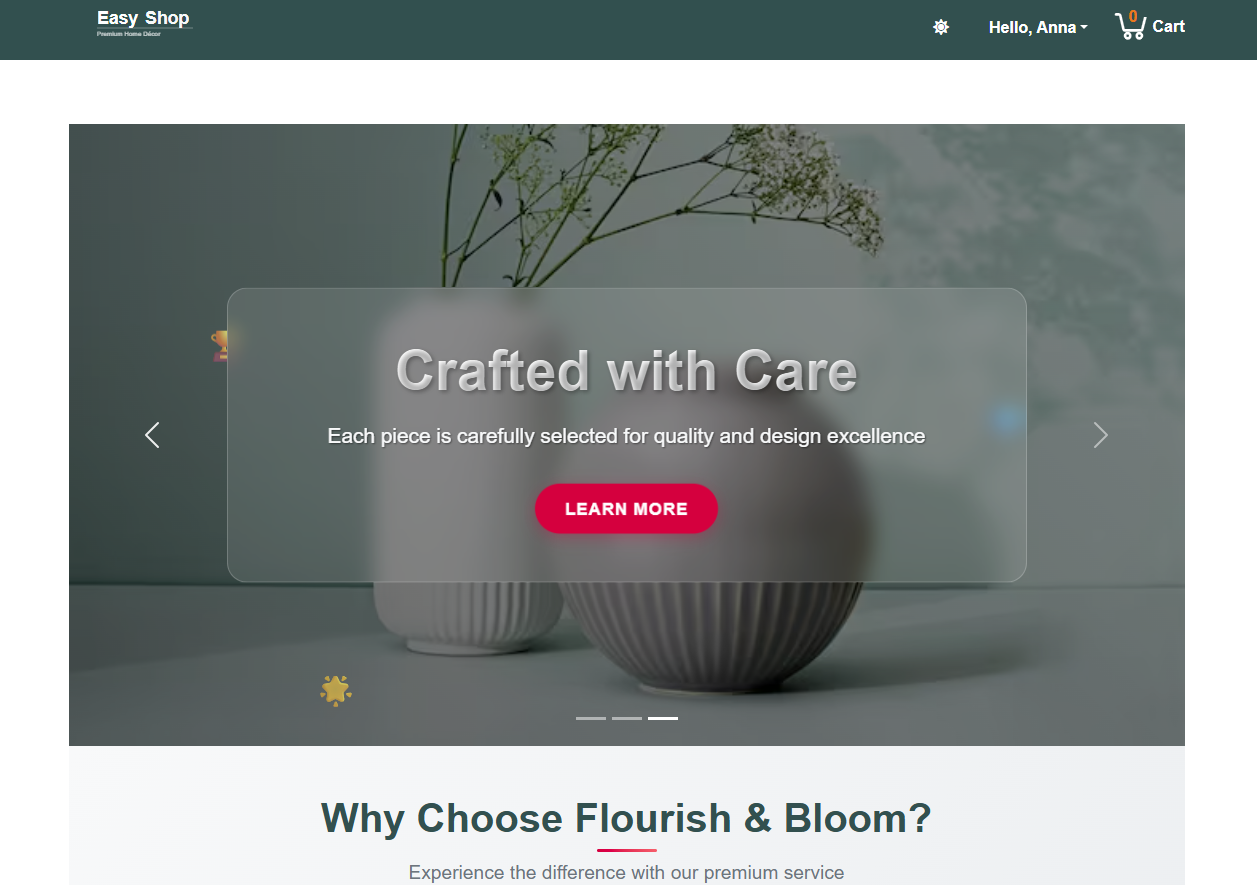 Easy Shop
Premium Home Décor
Hello, Anna
0
Cart
Crafted with Care
Each piece is carefully selected for quality and design excellence
LEARN MORE
Why Choose Flourish & Bloom?
Experience the difference with our premium service